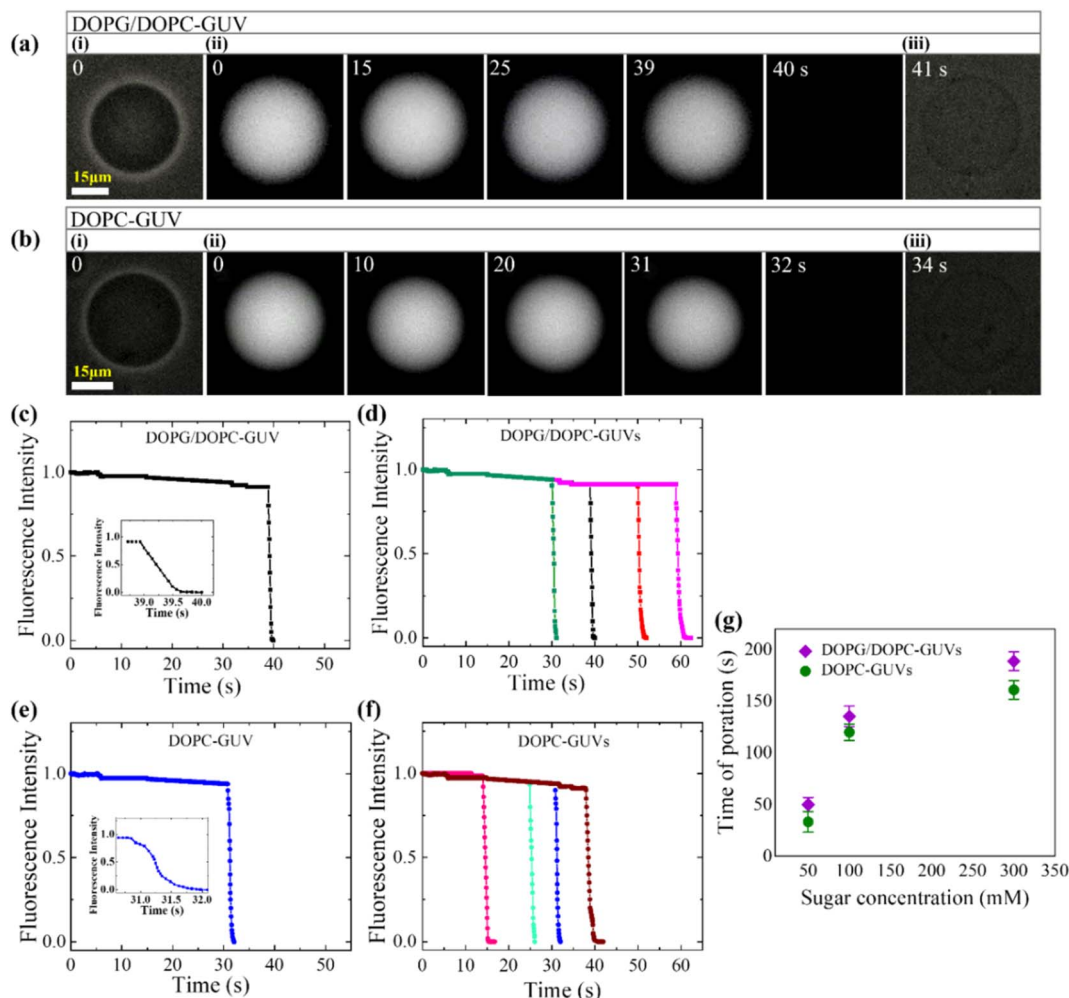 DOPG/DOPC-GUV
(a)
(i) (ii) (iii)
0 0 15 25 39 40 s 41 s
15μm
DOPC-GUV
(b)
(i) (ii) (iii)
0 0 10 20 31 32 s 34 s
15μm
(c)
DOPG/DOPC-GUV
Fluorescence Intensity
1.0
0.5
0.0
Fluorescence Intensity
1.0
0.5
0.0
39.0 39.6 40.0
Time (s)
0 10 20 30 40 50
Time (s)
(d)
DOPG/DOPC-GUVs
Fluorescence Intensity
1.0
0.5
0.0
0 10 20 30 40 50 60
Time (s)
(e)
DOPC-GUV
Fluorescence Intensity
1.0
0.5
0.0
Fluorescence Intensity
1.0
0.5
0.0
31.0 31.5 32.0
Time (s)
0 10 20 30 40 50
Time (s)
(f)
DOPC-GUVs
Fluorescence Intensity
1.0
0.5
0.0
0 10 20 30 40 50 60
Time (s)
(g)
DOPG/DOPC-GUVs
DOPC-GUVs
Time of poration (s)
200
150
100
50
0
50 100 150 200 250 300 350
Sugar concentration (mM)